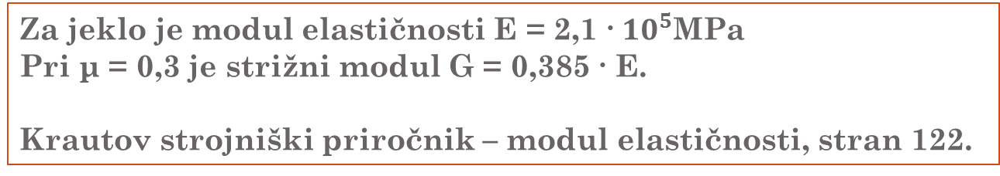 Za jeklo je modul elastičnosti E = 2,1 · 10⁵MPa
Pri µ = 0,3 je strižni modul G = 0,385 · E.
Krautov strojniški priročnik – modul elastičnosti, stran 122.